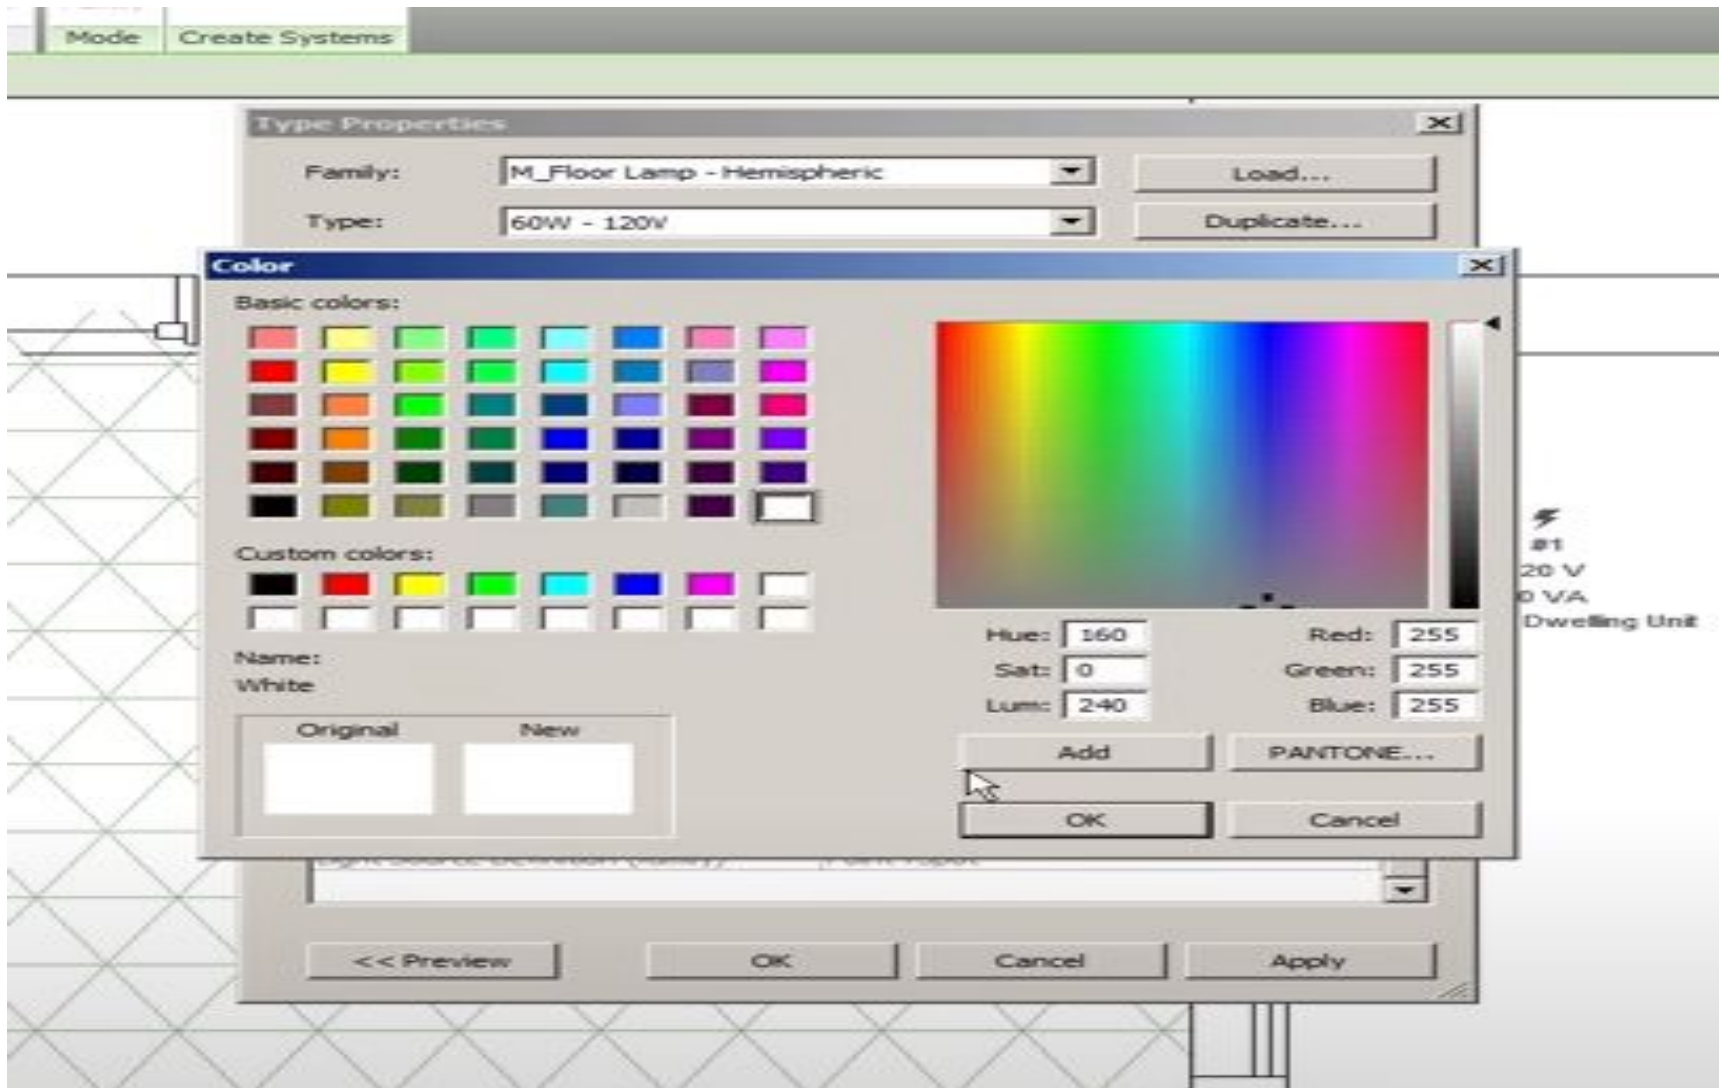 Mode
Create Systems
Type Properties
Family:
M_Floor Lamp - Hemispheric
Load...
Type:
60W - 120V
Duplicate...
Color
Basic colors:
Custom colors:
Name:
White
Original
New
Hue: 160
Red: 255
Sat: 0
Green: 255
Lum: 240
Blue: 255
Add
PANTONE...
OK
Cancel
#1
20 V
0 VA
Dwelling Unit
<< Preview
OK
Cancel
Apply